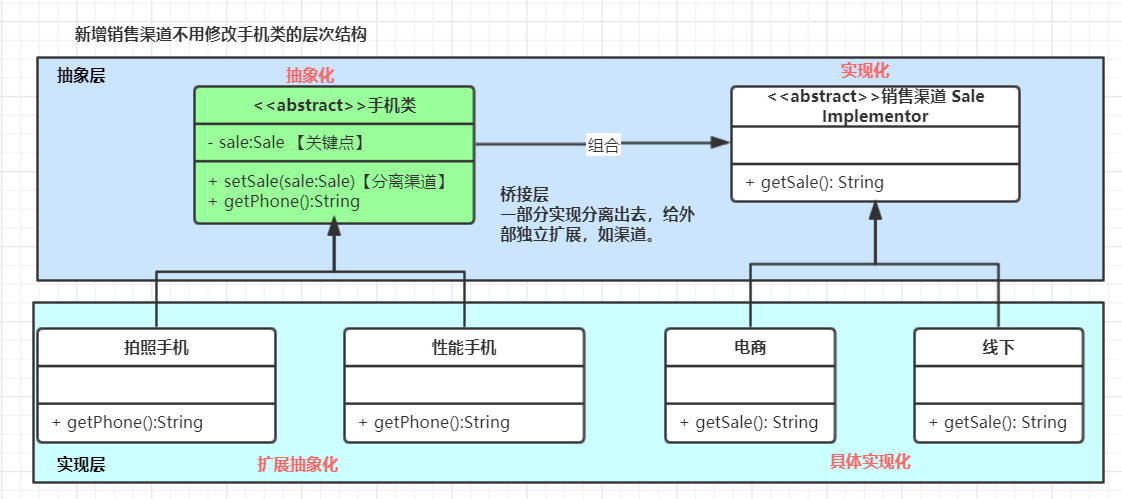 新增销售渠道不用修改手机类的层次结构
抽象层
抽象化
实现化
<<abstract>>手机类
- sale:Sale 【关键点】
+ setSale(sale:Sale)【分离渠道】
+ getPhone():String
组合
<<abstract>>销售渠道 Sale
Implementor
+ getSale(): String
桥接层
一部分实现分离出去，给外
部独立扩展，如渠道。
拍照手机
+ getPhone():String
性能手机
+ getPhone():String
电商
+ getSale(): String
线下
+ getSale(): String
实现层
扩展抽象化
具体实现化